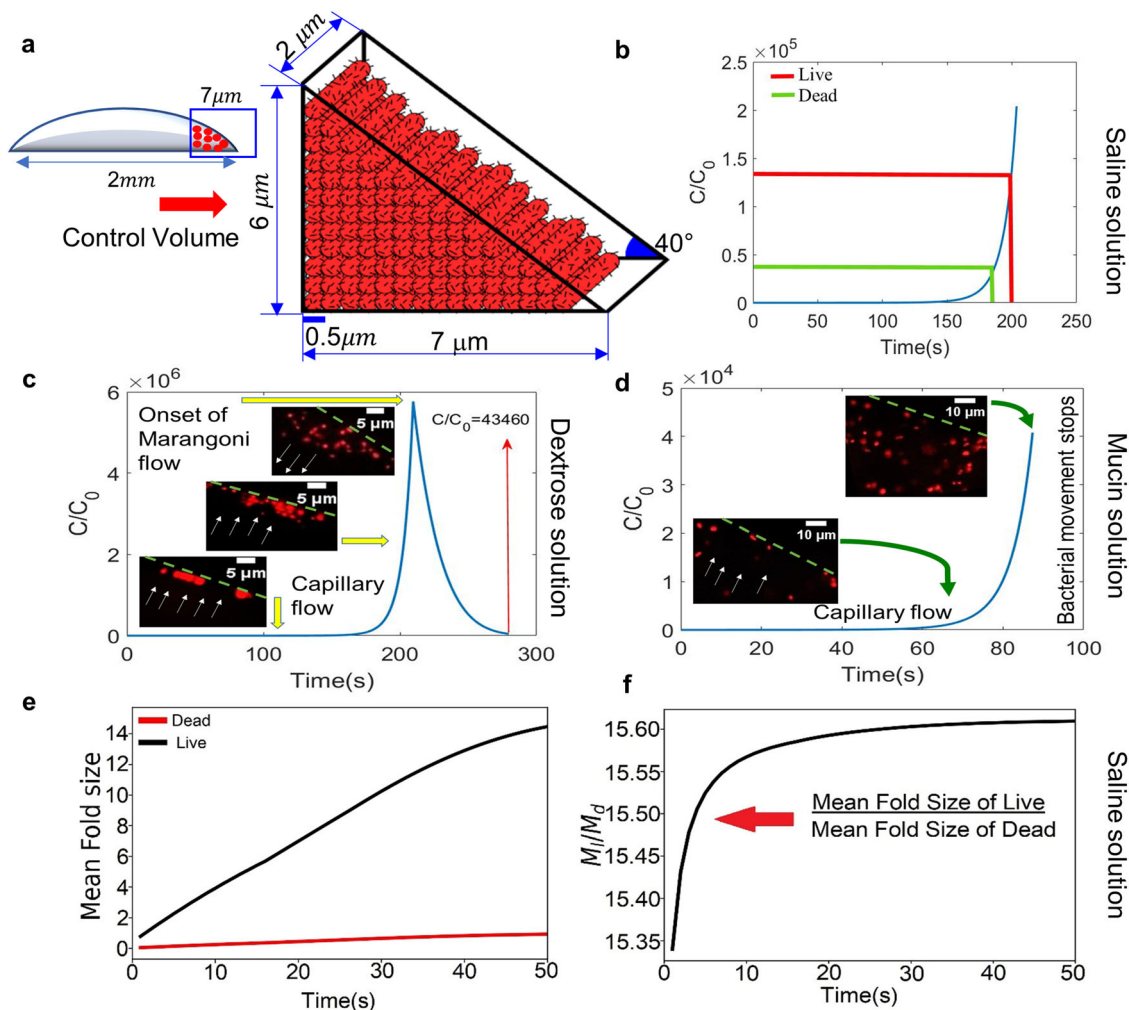 a
2 μm
7μm
2mm
Control Volume
6 μm
40°
0.5μm
7 μm
b
×10⁵
Live
Dead
2.5
2
1.5
1
0.5
0
C/C₀
0 50 100 150 200 250
Time(s)
Saline solution
c
×10⁶
6
4
2
0
C/C₀
Onset of
Marangoni
flow
5 μm
5 μm
5 μm
C/C₀=43460
Capillary
flow
0 100 200 300
Time(s)
Dextrose solution
d
×10⁴
5
4
3
2
1
0
C/C₀
10 μm
10 μm
Capillary flow
Bacterial movement stops
0 20 40 60 80 100
Time(s)
Mucin solution
e
Dead
Live
14
12
10
8
6
4
2
0
Mean Fold size
0 10 20 30 40 50
Time(s)
f
15.60
15.55
15.50
15.45
15.40
15.35
Mₗ/M_d
Mean Fold Size of Live
Mean Fold Size of Dead
0 10 20 30 40 50
Time(s)
Saline solution